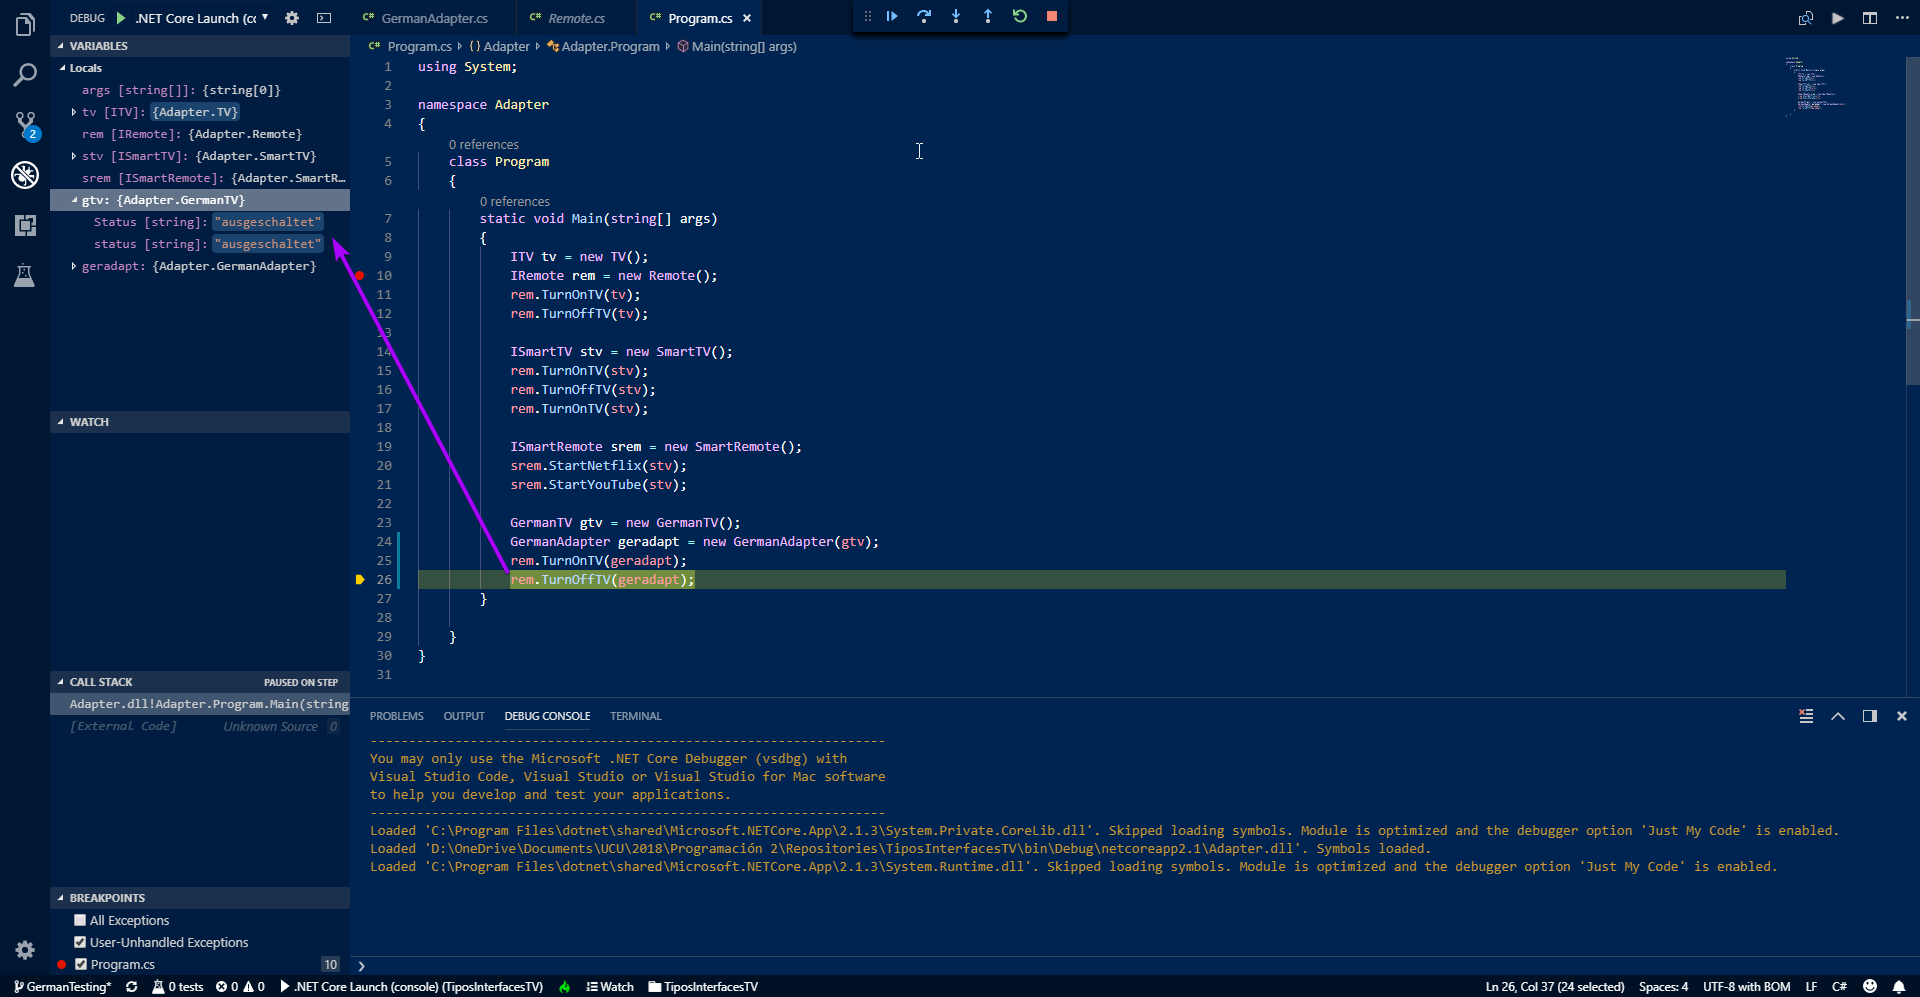 DEBUG .NET Core Launch (cc
GermanAdapter.cs Remote.cs Program.cs
VARIABLES
Locals
args [string[]]: {string[0]}
tv [ITV]: {Adapter.TV}
rem [IRemote]: {Adapter.Remote}
stv [ISmartTV]: {Adapter.SmartTV}
srem [ISmartRemote]: {Adapter.SmartR…
gtv: {Adapter.GermanTV}
Status [string]: "ausgeschaltet"
status [string]: "ausgeschaltet"
geradapt: {Adapter.GermanAdapter}
WATCH
CALL STACK PAUSED ON STEP
Adapter.dll!Adapter.Program.Main(string
[External Code] Unknown Source 0
BREAKPOINTS
All Exceptions
User-Unhandled Exceptions
Program.cs 10
Program.cs {} Adapter Adapter.Program Main(string[] args)
1 using System;
2
3 namespace Adapter
4 {
0 references
5 class Program
6 {
0 references
7 static void Main(string[] args)
8 {
9 ITV tv = new TV();
10 IRemote rem = new Remote();
11 rem.TurnOnTV(tv);
12 rem.TurnOffTV(tv);
13
14 ISmartTV stv = new SmartTV();
15 rem.TurnOnTV(stv);
16 rem.TurnOffTV(stv);
17 rem.TurnOnTV(stv);
18
19 ISmartRemote srem = new SmartRemote();
20 srem.StartNetflix(stv);
21 srem.StartYouTube(stv);
22
23 GermanTV gtv = new GermanTV();
24 GermanAdapter geradapt = new GermanAdapter(gtv);
25 rem.TurnOnTV(geradapt);
26 rem.TurnOffTV(geradapt);
27 }
28
29 }
30 }
31
PROBLEMS OUTPUT DEBUG CONSOLE TERMINAL
-------------------------------------------------------------------
You may only use the Microsoft .NET Core Debugger (vsdbg) with
Visual Studio Code, Visual Studio or Visual Studio for Mac software
to help you develop and test your applications.
-------------------------------------------------------------------
Loaded 'C:\Program Files\dotnet\shared\Microsoft.NETCore.App\2.1.3\System.Private.CoreLib.dll'. Skipped loading symbols. Module is optimized and the debugger option 'Just My Code' is enabled.
Loaded 'D:\OneDrive\Documents\UCU\2018\Programación 2\Repositories\TiposInterfacesTV\bin\Debug\netcoreapp2.1\Adapter.dll'. Symbols loaded.
Loaded 'C:\Program Files\dotnet\shared\Microsoft.NETCore.App\2.1.3\System.Runtime.dll'. Skipped loading symbols. Module is optimized and the debugger option 'Just My Code' is enabled.
GermanTesting* 0 tests 0 0 .NET Core Launch (console) (TiposInterfacesTV) Watch TiposInterfacesTV Ln 26, Col 37 (24 selected) Spaces: 4 UTF-8 with BOM LF C#
2